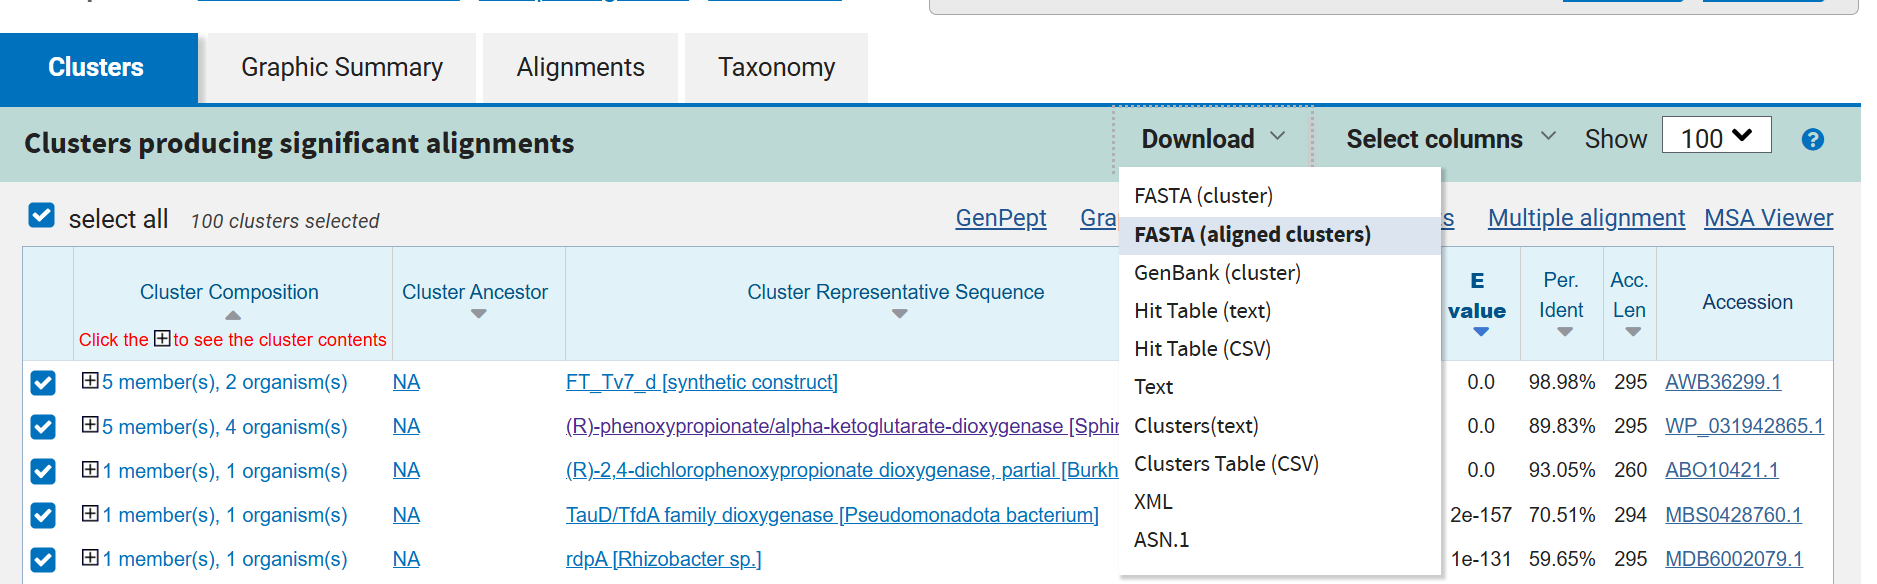 Clusters
Graphic Summary
Alignments
Taxonomy
Clusters producing significant alignments
Download
Select columns
Show
100
?
FASTA (cluster)
FASTA (aligned clusters)
GenBank (cluster)
Hit Table (text)
Hit Table (CSV)
Text
Clusters(text)
Clusters Table (CSV)
XML
ASN.1
select all 100 clusters selected
GenPept
Gra
s
Multiple alignment
MSA Viewer
Cluster Composition
Click the to see the cluster contents
Cluster Ancestor
Cluster Representative Sequence
E
value
Per.
Ident
Acc.
Len
Accession
5 member(s), 2 organism(s) NA FT_Tv7_d [synthetic construct] 0.0 98.98% 295 AWB36299.1
5 member(s), 4 organism(s) NA (R)-phenoxypropionate/alpha-ketoglutarate-dioxygenase [Sphin 0.0 89.83% 295 WP_031942865.1
1 member(s), 1 organism(s) NA (R)-2,4-dichlorophenoxypropionate dioxygenase, partial [Burkh 0.0 93.05% 260 ABO10421.1
1 member(s), 1 organism(s) NA TauD/TfdA family dioxygenase [Pseudomonadota bacterium] 2e-157 70.51% 294 MBS0428760.1
1 member(s), 1 organism(s) NA rdpA [Rhizobacter sp.] 1e-131 59.65% 295 MDB6002079.1